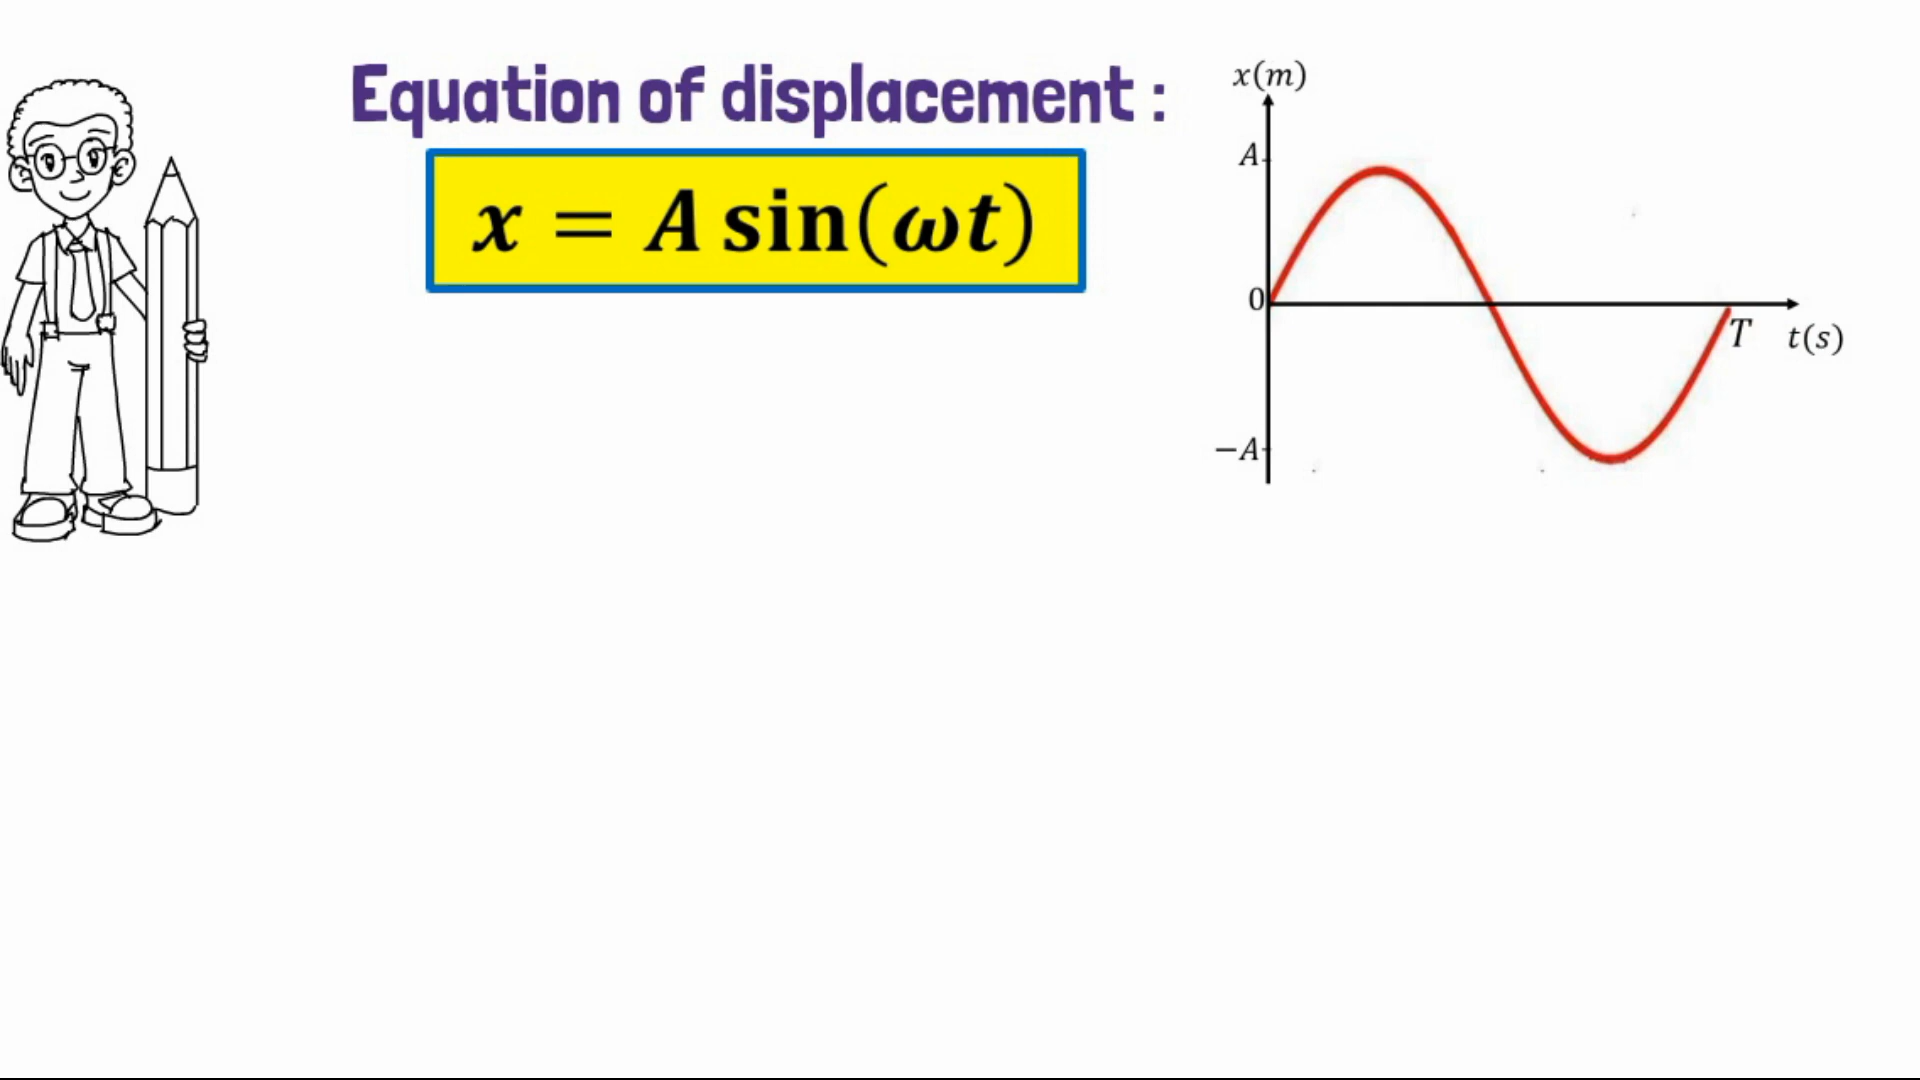 Equation of displacement :
x = A sin(ωt)
x(m)
A
0
T
t(s)
−A